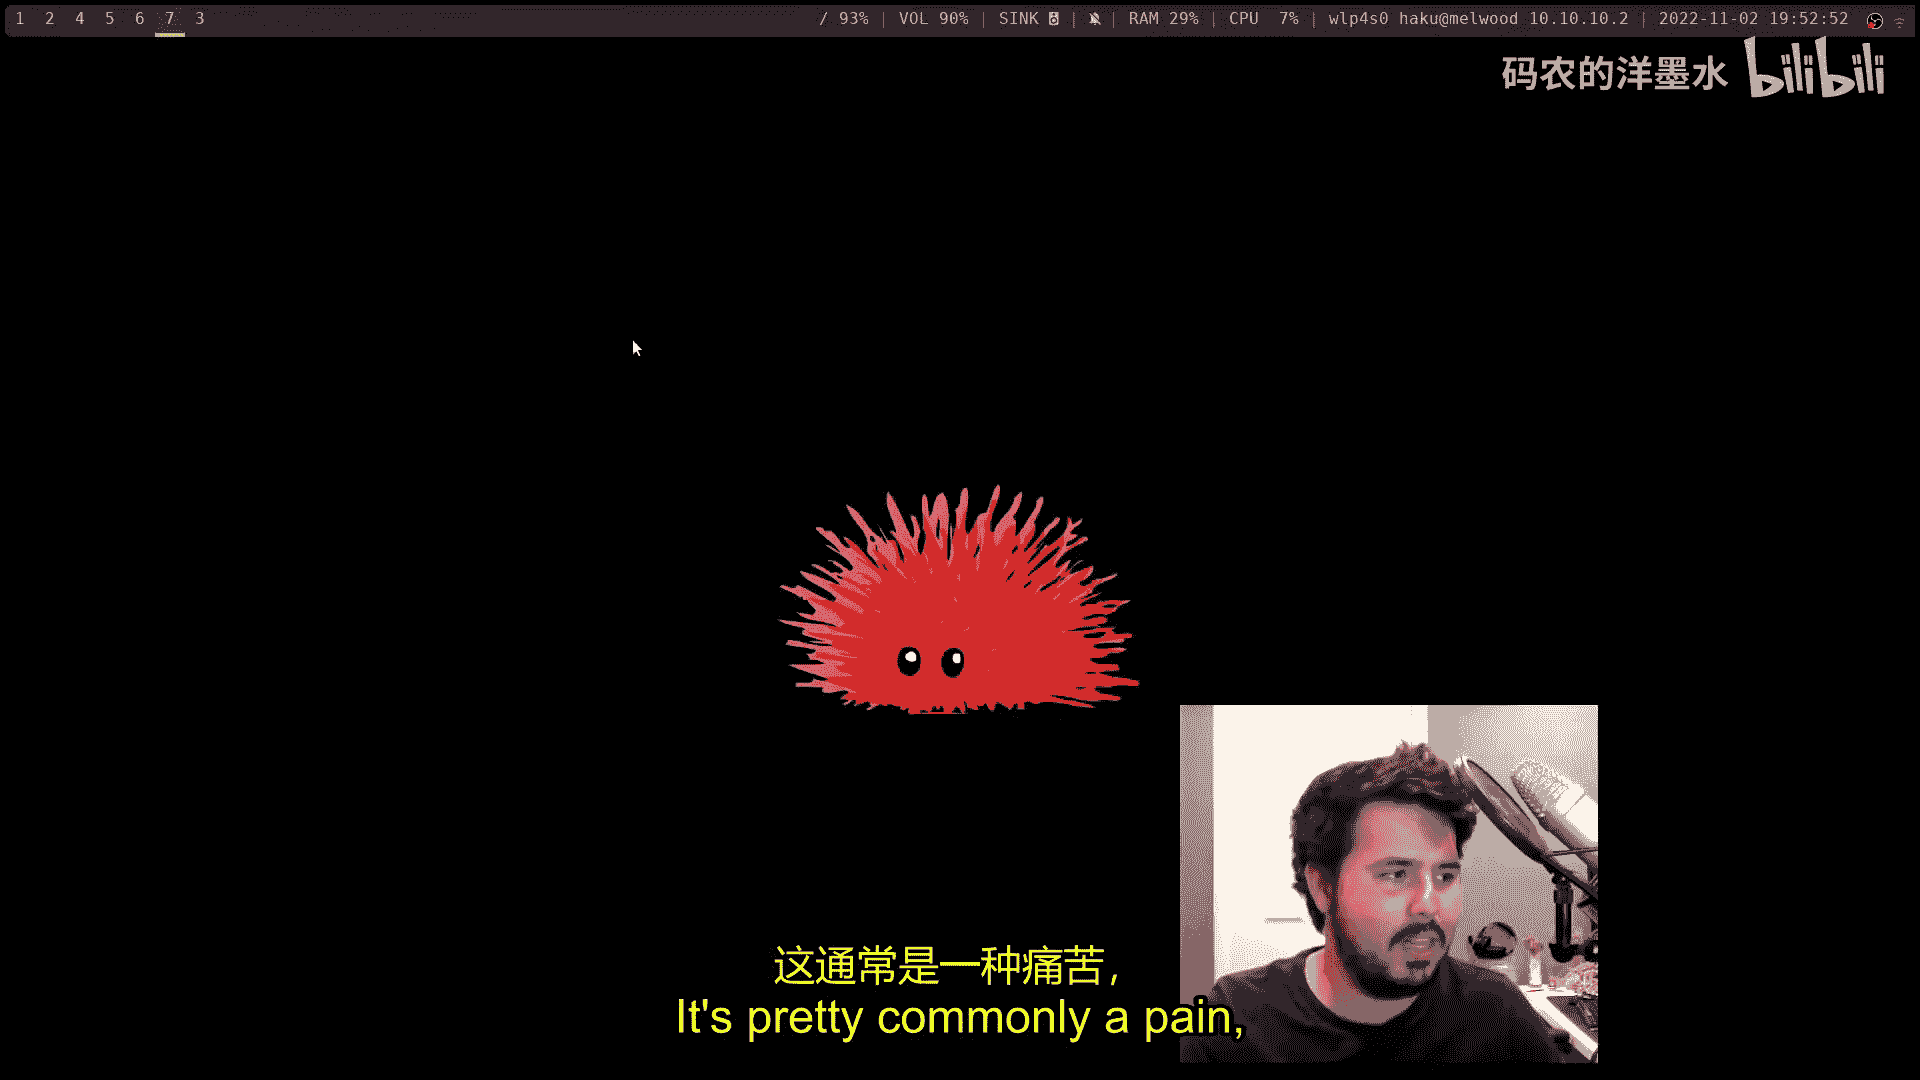 1 2 4 5 6 7 3
/ 93% | VOL 90% | SINK | | RAM 29% | CPU 7% | wlp4s0 haku@melwood 10.10.10.2 | 2022-11-02 19:52:52
码农的洋墨水 bilibili
这通常是一种痛苦，
It's pretty commonly a pain,